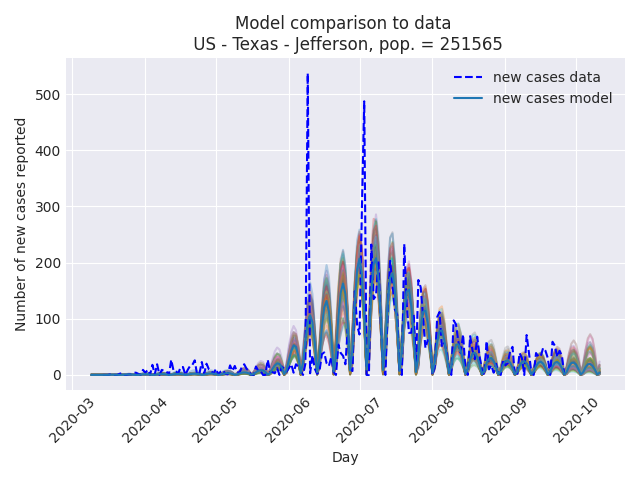 Model comparison to data
US - Texas - Jefferson, pop. = 251565
new cases data
new cases model
Number of new cases reported
500
400
300
200
100
0
2020-03
2020-04
2020-05
2020-06
2020-07
2020-08
2020-09
2020-10
Day